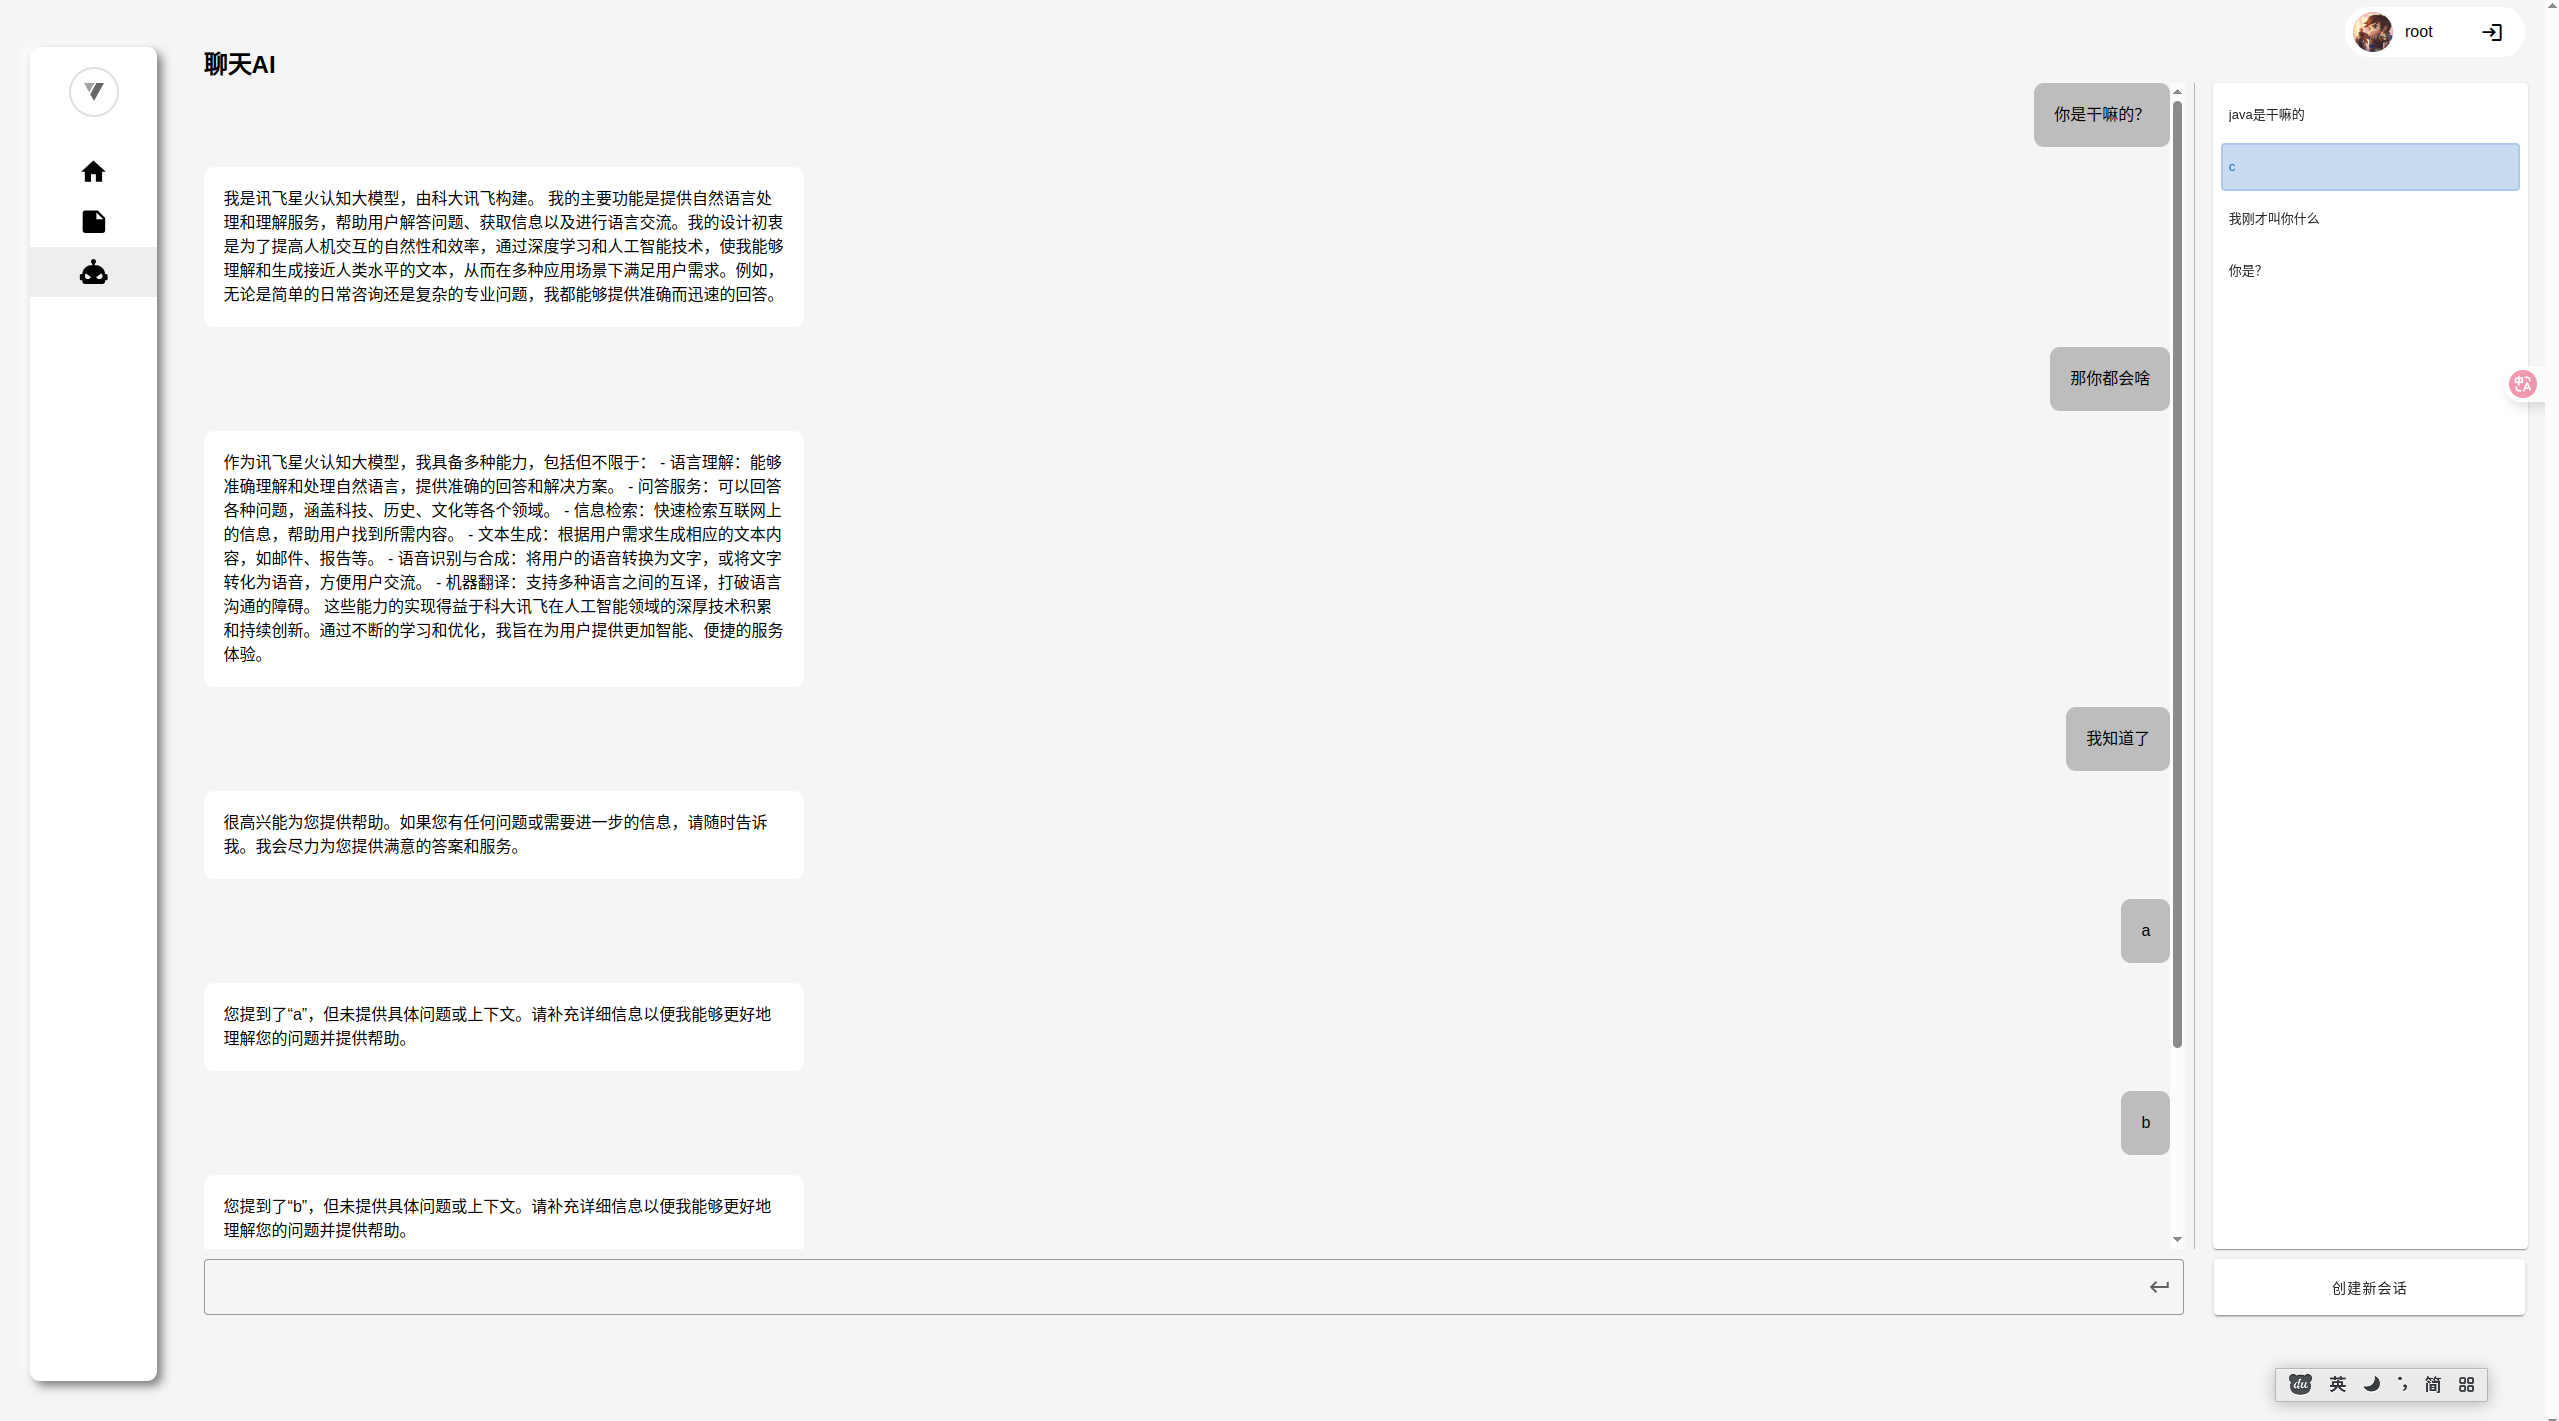 root
聊天AI
你是干嘛的？
我是讯飞星火认知大模型，由科大讯飞构建。 我的主要功能是提供自然语言处
理和理解服务，帮助用户解答问题、获取信息以及进行语言交流。我的设计初衷
是为了提高人机交互的自然性和效率，通过深度学习和人工智能技术，使我能够
理解和生成接近人类水平的文本，从而在多种应用场景下满足用户需求。例如，
无论是简单的日常咨询还是复杂的专业问题，我都能够提供准确而迅速的回答。
那你都会啥
作为讯飞星火认知大模型，我具备多种能力，包括但不限于： - 语言理解：能够
准确理解和处理自然语言，提供准确的回答和解决方案。 - 问答服务：可以回答
各种问题，涵盖科技、历史、文化等各个领域。 - 信息检索：快速检索互联网上
的信息，帮助用户找到所需内容。 - 文本生成：根据用户需求生成相应的文本内
容，如邮件、报告等。 - 语音识别与合成：将用户的语音转换为文字，或将文字
转化为语音，方便用户交流。 - 机器翻译：支持多种语言之间的互译，打破语言
沟通的障碍。 这些能力的实现得益于科大讯飞在人工智能领域的深厚技术积累
和持续创新。通过不断的学习和优化，我旨在为用户提供更加智能、便捷的服务
体验。
我知道了
很高兴能为您提供帮助。如果您有任何问题或需要进一步的信息，请随时告诉
我。我会尽力为您提供满意的答案和服务。
a
您提到了“a”，但未提供具体问题或上下文。请补充详细信息以便我能够更好地
理解您的问题并提供帮助。
b
您提到了“b”，但未提供具体问题或上下文。请补充详细信息以便我能够更好地
理解您的问题并提供帮助。
java是干嘛的
c
我刚才叫你什么
你是？
创建新会话
du 英 简